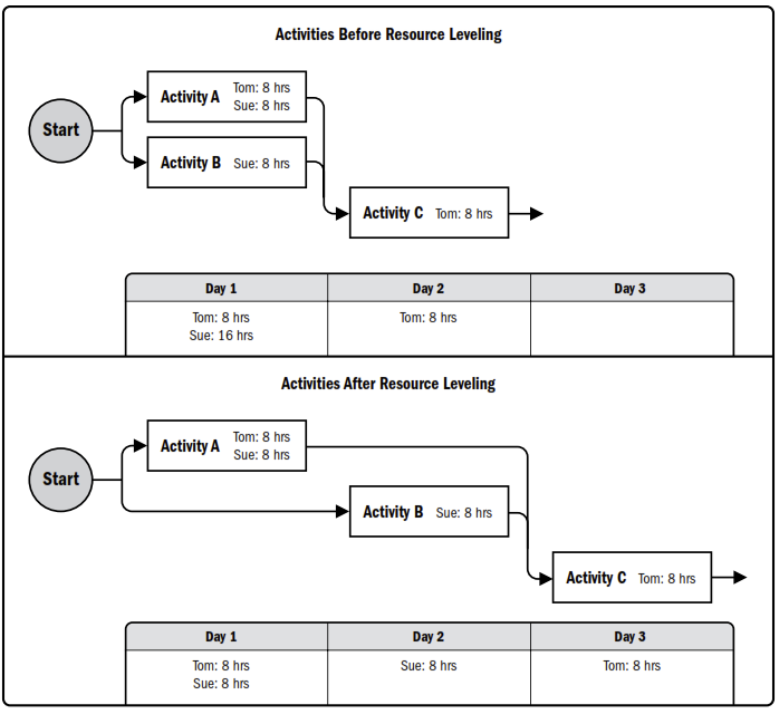 Activities Before Resource Leveling
Start
Activity A
Tom: 8 hrs
Sue: 8 hrs
Activity B Sue: 8 hrs
Activity C Tom: 8 hrs
Day 1 Day 2 Day 3
Tom: 8 hrs Tom: 8 hrs
Sue: 16 hrs
Activities After Resource Leveling
Start
Activity A
Tom: 8 hrs
Sue: 8 hrs
Activity B Sue: 8 hrs
Activity C Tom: 8 hrs
Day 1 Day 2 Day 3
Tom: 8 hrs Sue: 8 hrs Tom: 8 hrs
Sue: 8 hrs